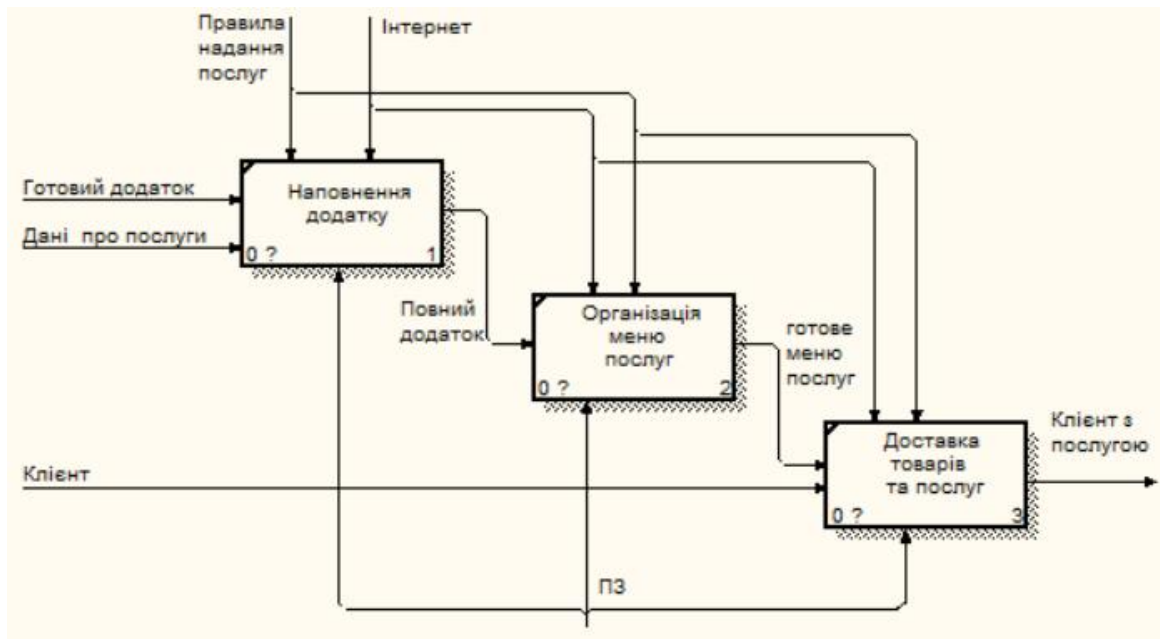 Правила
надання
послуг
Інтернет
Готовий додаток
Дані про послуги
Наповнення
додатку
0 ?
1
Повний
додаток
Організація
меню
послуг
0 ?
2
готове
меню
послуг
Клієнт
Доставка
товарів
та послуг
0 ?
3
Клієнт з
послугою
ПЗ